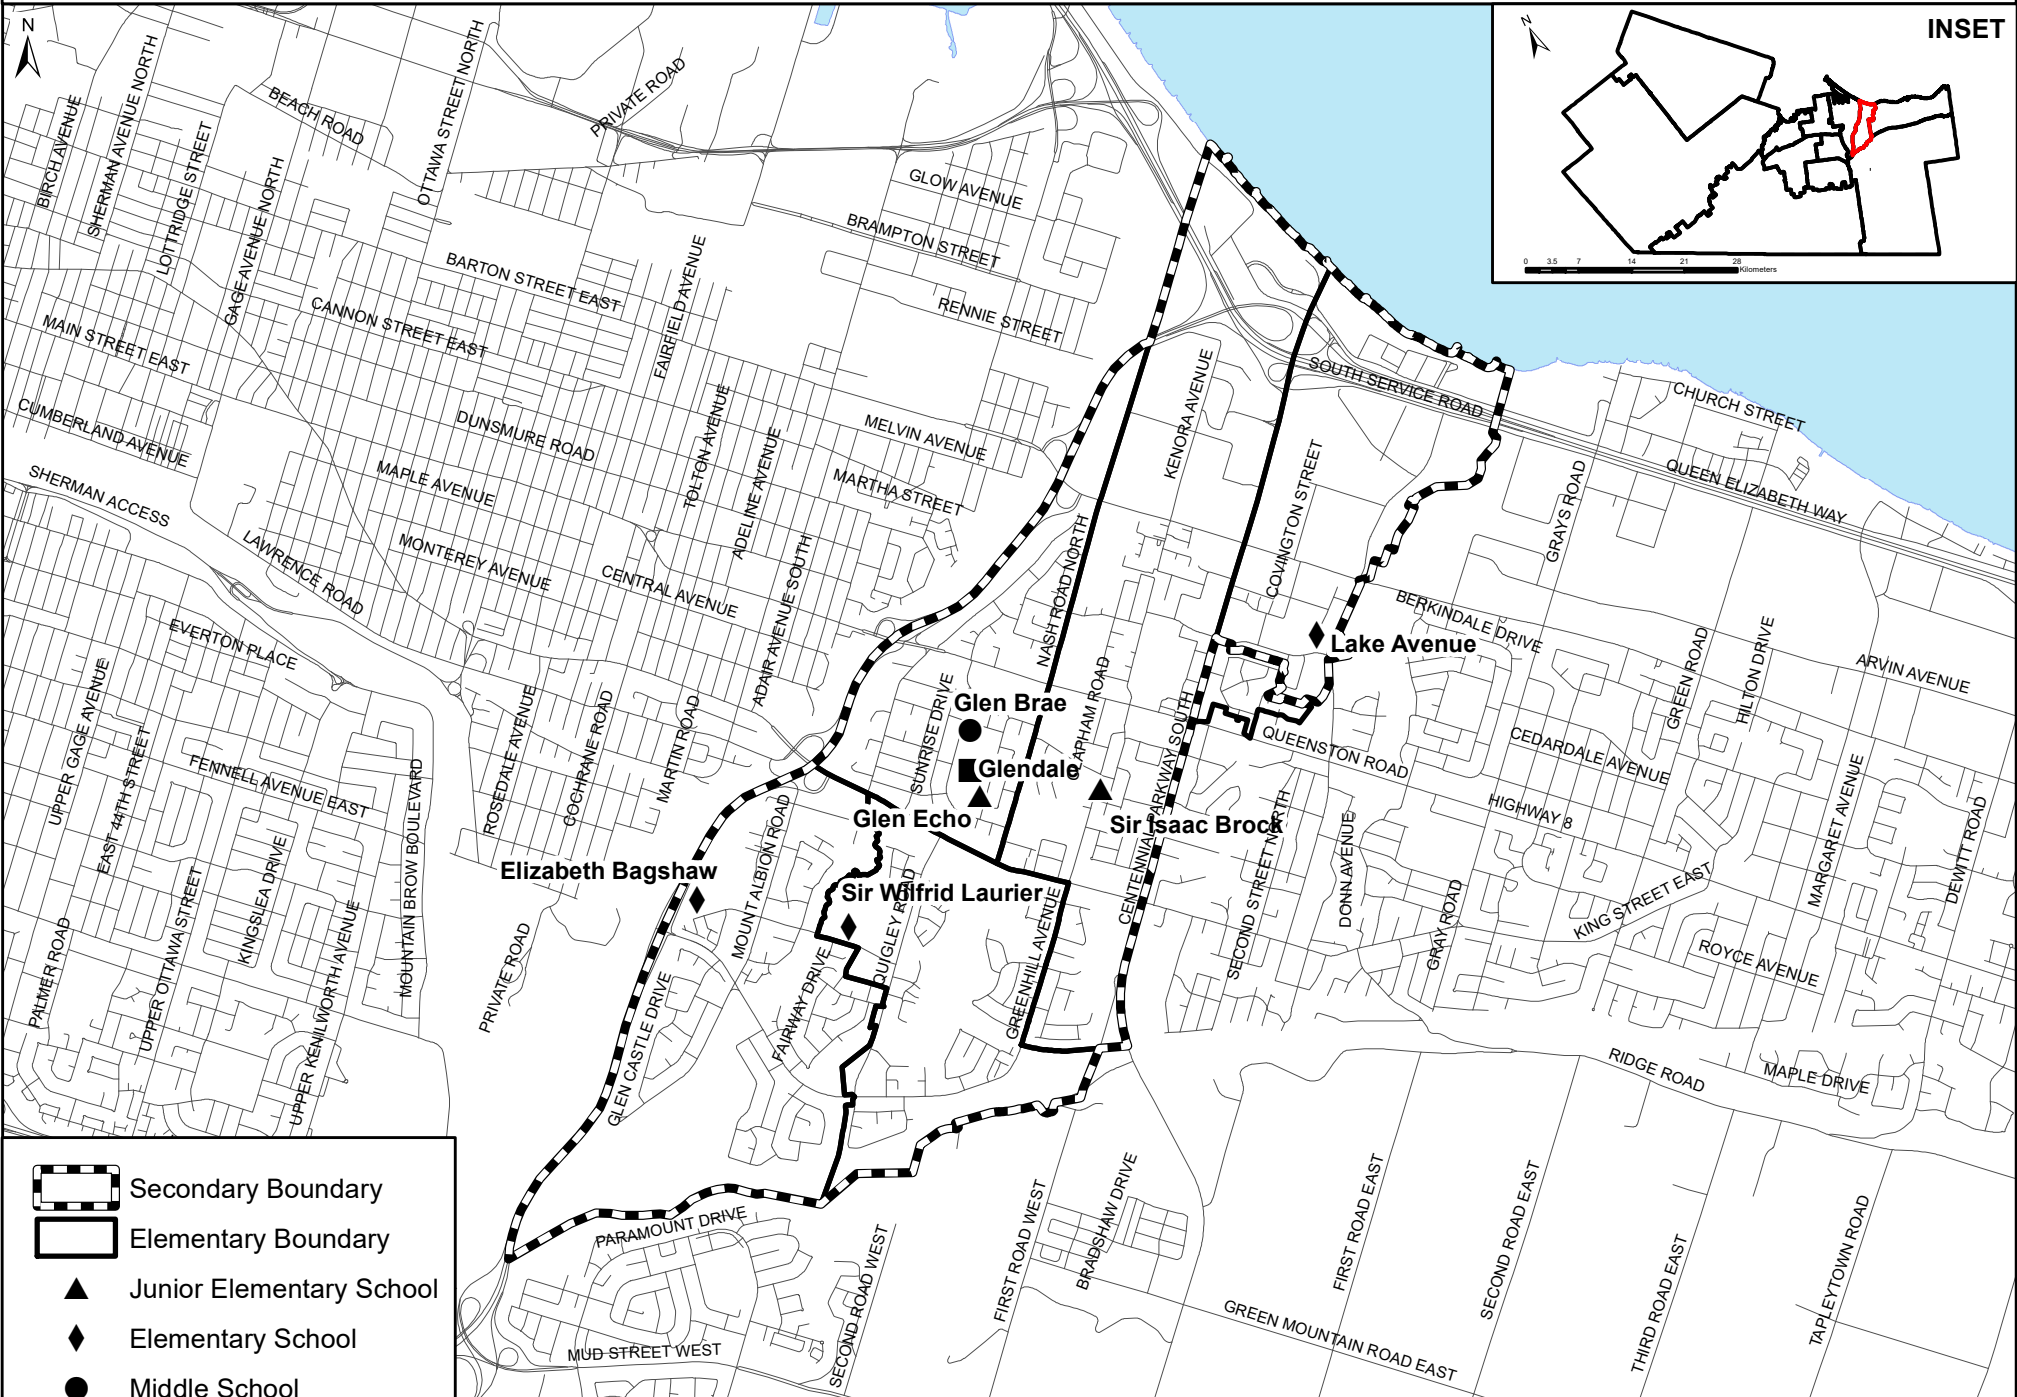 N
N
INSET
0 3.5 7 14 21 28
Kilometers
BIRCH AVENUE
SHERMAN AVENUE NORTH
LOTTRIDGE STREET
BEACH ROAD
GAGE AVENUE NORTH
OTTAWA STREET NORTH
PRIVATE ROAD
GLOW AVENUE
BRAMPTON STREET
BARTON STREET EAST
FAIRFIELD AVENUE
RENNIE STREET
CANNON STREET EAST
MAIN STREET EAST
CUMBERLAND AVENUE
DUNSMURE ROAD
TOLTON AVENUE
ADELINE AVENUE
MELVIN AVENUE
MARTHA STREET
KENORA AVENUE
SOUTH SERVICE ROAD
CHURCH STREET
QUEEN ELIZABETH WAY
COVINGTON STREET
GRAYS ROAD
SHERMAN ACCESS
MAPLE AVENUE
LAWRENCE ROAD
MONTEREY AVENUE
CENTRAL AVENUE
ADAIR AVENUE SOUTH
NASH ROAD NORTH
BERKINDALE DRIVE
Lake Avenue
GREEN ROAD
HILTON DRIVE
ARVIN AVENUE
EVERTON PLACE
UPPER GAGE AVENUE
EAST 44TH STREET
FENNELL AVENUE EAST
MOUNTAIN BROW BOULEVARD
ROSEDALE AVENUE
COCHRANE ROAD
MARTIN ROAD
SUNRISE DRIVE
Glen Brae
LAPHAM ROAD
CENTENNIAL PARKWAY SOUTH
QUEENSTON ROAD
CEDARDALE AVENUE
Glendale
Glen Echo
Sir Isaac Brock
HIGHWAY 8
MARGARET AVENUE
DEWITT ROAD
Elizabeth Bagshaw
MOUNT ALBION ROAD
Sir Wilfrid Laurier
QUIGLEY ROAD
GREENHILL AVENUE
SECOND STREET NORTH
DONN AVENUE
GRAY ROAD
KING STREET EAST
ROYCE AVENUE
PALMER ROAD
UPPER OTTAWA STREET
KINGSLEA DRIVE
UPPER KENILWORTH AVENUE
PRIVATE ROAD
GLEN CASTLE DRIVE
FAIRWAY DRIVE
RIDGE ROAD
MAPLE DRIVE
PARAMOUNT DRIVE
SECOND ROAD WEST
FIRST ROAD WEST
BRADSHAW DRIVE
FIRST ROAD EAST
SECOND ROAD EAST
THIRD ROAD EAST
TAPLEYTOWN ROAD
GREEN MOUNTAIN ROAD EAST
MUD STREET WEST
Secondary Boundary
Elementary Boundary
Junior Elementary School
Elementary School
Middle School